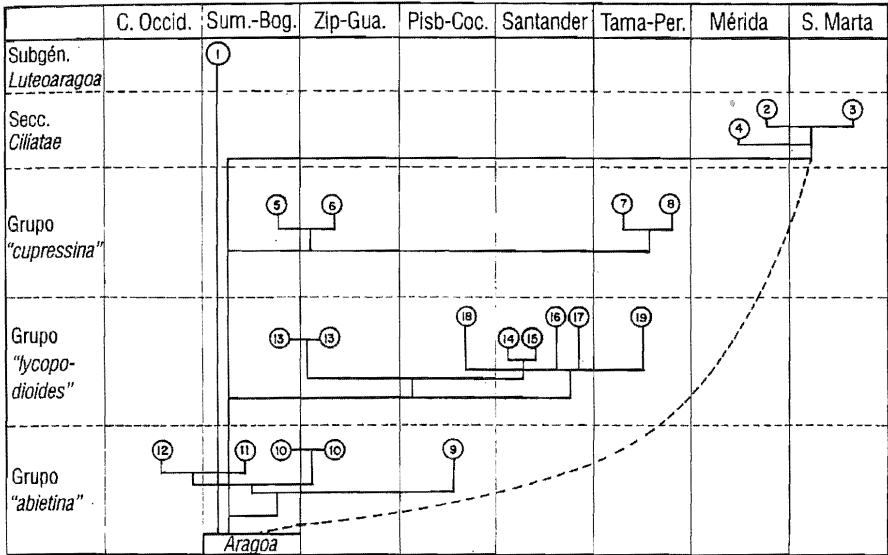 C. Occid. Sum.-Bog. Zip-Gua. Pisb-Coc. Santander Tama-Per. Mérida S. Marta
Subgén.
Luteoaragoa
1
Secc.
Ciliatae
2 3
4
Grupo
"cupressina"
5 6 7 8
Grupo
"lycopo-
dioides"
18 16 17 19
13 13 14 15
Grupo
"abietina"
12 11 10 10 9
Aragoa